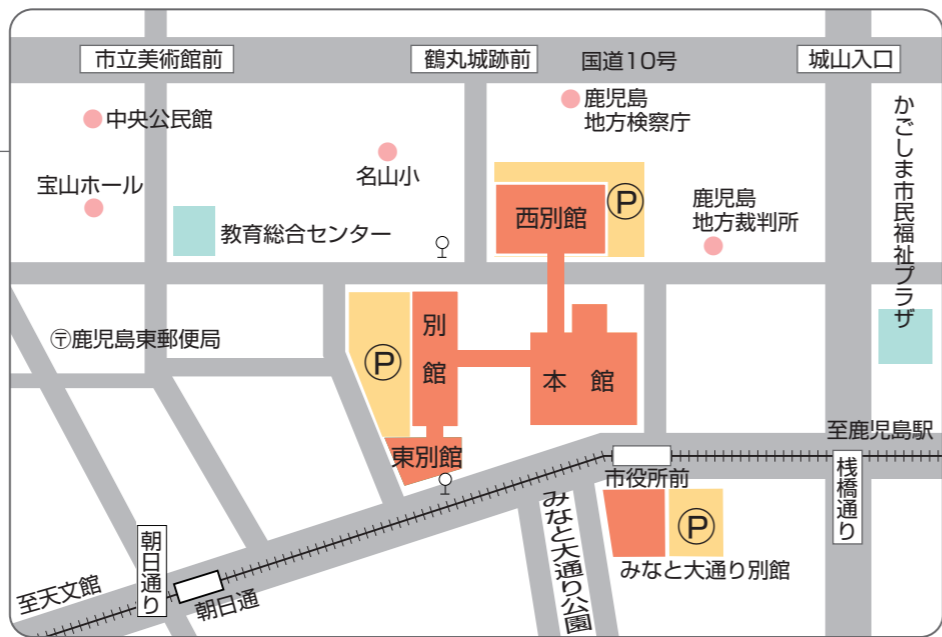 市立美術館前
鶴丸城跡前
国道10号
城山入口
中央公民館
鹿児島
地方検察庁
かごしま市民福祉プラザ
宝山ホール
名山小
西別館
P
鹿児島
地方裁判所
教育総合センター
〒鹿児島東郵便局
P
別館
本館
東別館
至鹿児島駅
市役所前
桟橋通り
P
みなと大通り別館
みなと大通り公園
朝日通り
朝日通
至天文館